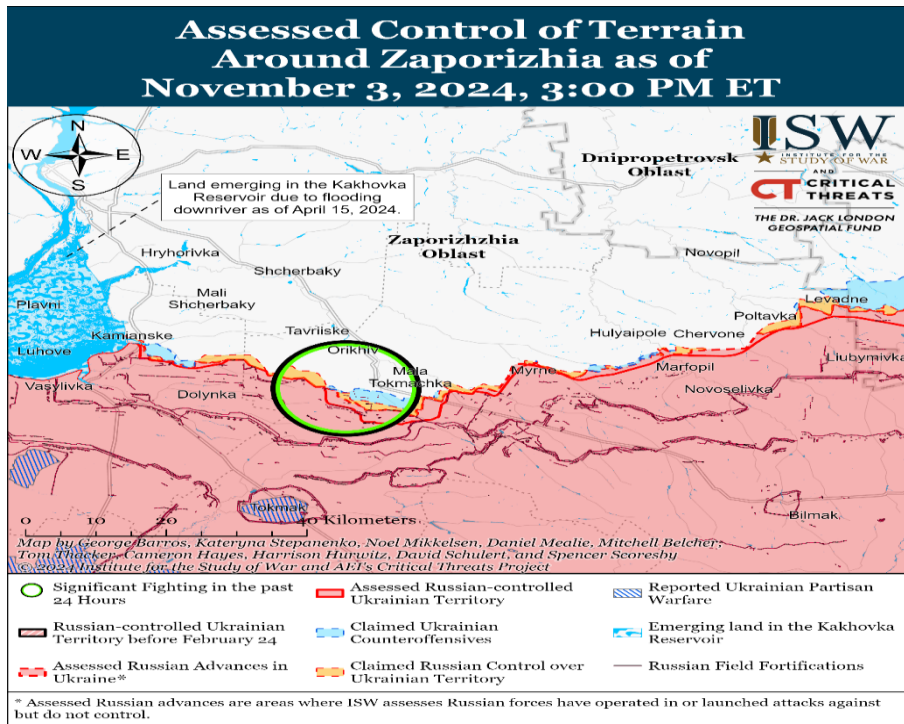 Assessed Control of Terrain
Around Zaporizhia as of
November 3, 2024, 3:00 PM ET
N
W E
S
Land emerging in the Kakhovka
Reservoir due to flooding
downriver as of April 15, 2024.
ISW
INSTITUTE FOR THE
STUDY OF WAR
AND
CT CRITICAL
THREATS
THE DR. JACK LONDON
GEOSPATIAL FUND
Dnipropetrovsk
Oblast
Zaporizhzhia
Oblast
Hryhorivka
Shcherbaky
Novopil
Mali
Shcherbaky
Plavni
Levadne
Poltavka
Kamianske
Tavriiske
Hulyaipole
Chervone
Orikhiv
Luhove
Liubymivka
Mala
Tokmachka
Myrne
Marfopil
Vasylivka
Dolynka
Novoselivka
Tokmak
Bilmak
0 10 20 40 Kilometers
Map by George Barros, Kateryna Stepanenko, Noel Mikkelsen, Daniel Mealie, Mitchell Belcher,
Tom Thacker, Cameron Hayes, Harrison Hurwitz, David Schulert, and Spencer Scoresby
© 2024 Institute for the Study of War and AEI's Critical Threats Project
Significant Fighting in the past
24 Hours
Russian-controlled Ukrainian
Territory before February 24
Assessed Russian Advances in
Ukraine*
Assessed Russian-controlled
Ukrainian Territory
Claimed Ukrainian
Counteroffensives
Claimed Russian Control over
Ukrainian Territory
Reported Ukrainian Partisan
Warfare
Emerging land in the Kakhovka
Reservoir
Russian Field Fortifications
* Assessed Russian advances are areas where ISW assesses Russian forces have operated in or launched attacks against
but do not control.